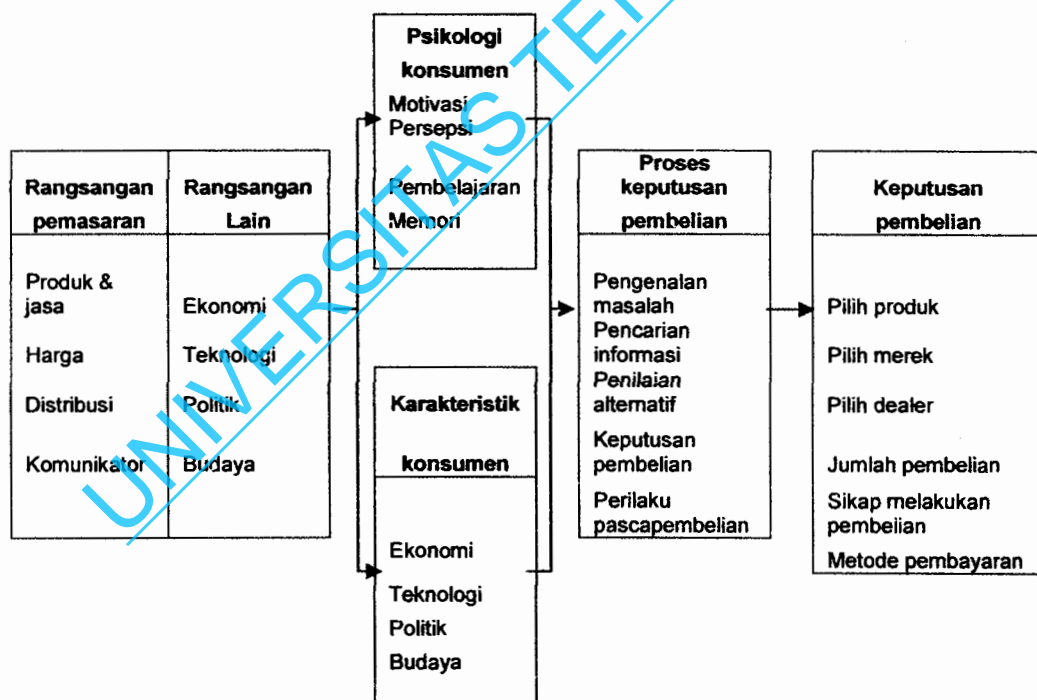 Psikologi
konsumen
Motivasi
Persepsi
Pembelajaran
Memori
Rangsangan
pemasaran
Produk &
jasa
Harga
Distribusi
Komunikator
Rangsangan
Lain
Ekonomi
Teknologi
Politik
Budaya
Karakteristik
konsumen
Ekonomi
Teknologi
Politik
Budaya
Proses
keputusan
pembelian
Pengenalan
masalah
Pencarian
informasi
Penilaian
alternatif
Keputusan
pembelian
Perilaku
pascapembelian
Keputusan
pembelian
Pilih produk
Pilih merek
Pilih dealer
Jumlah pembelian
Sikap melakukan
pembelian
Metode pembayaran
UNIVERSITAS